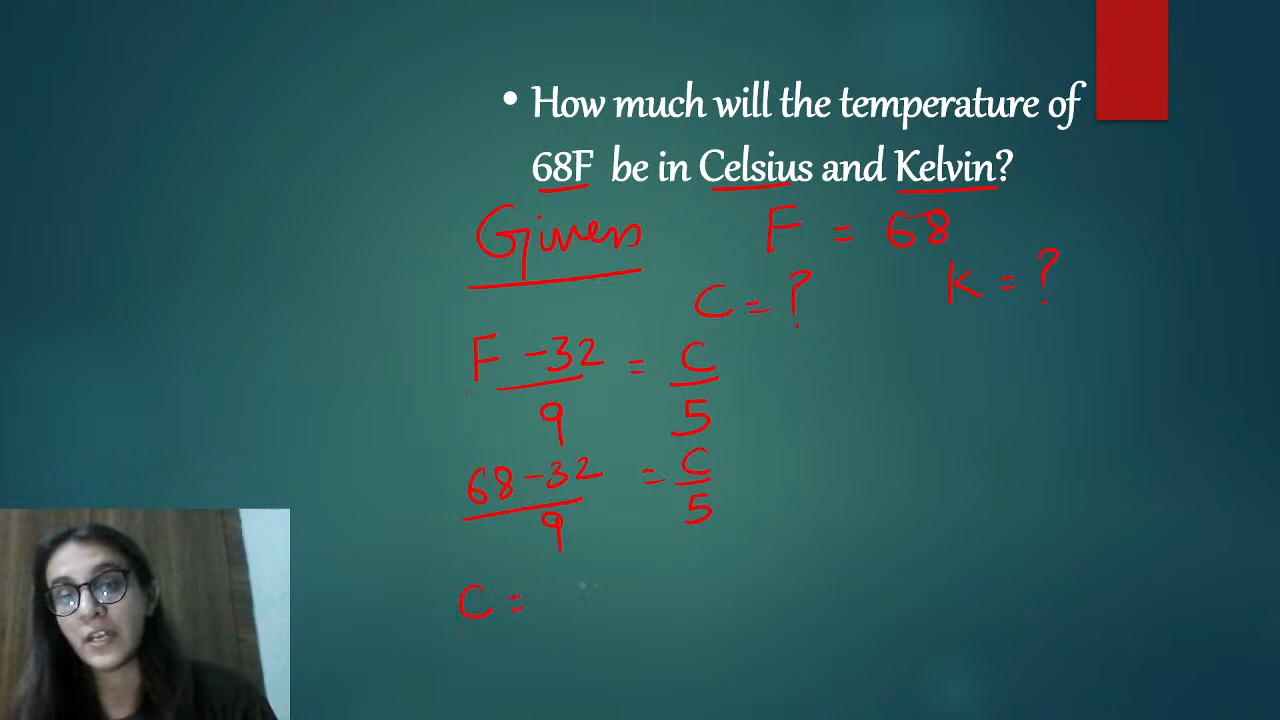 • How much will the temperature of
68F be in Celsius and Kelvin?
Given F = 68
C = ? K = ?
F - 32 = C
9 5
68 - 32 = C
9 5
C =